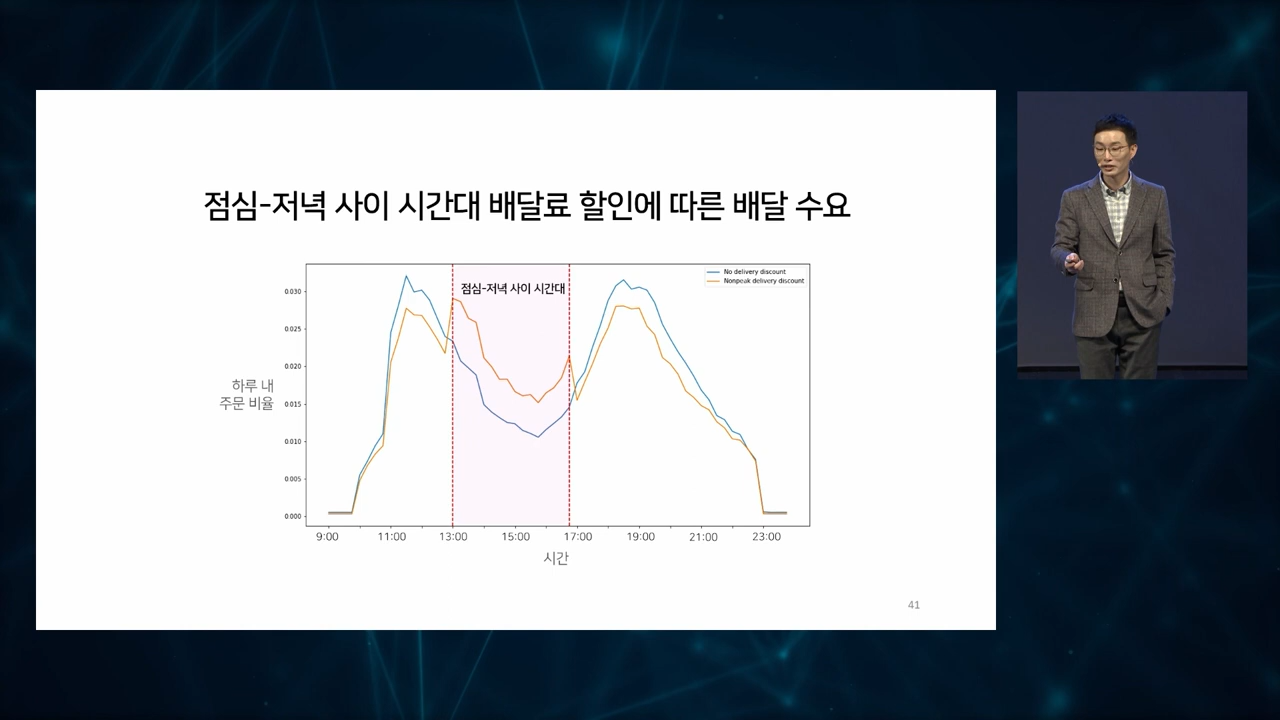 점심-저녁 사이 시간대 배달료 할인에 따른 배달 수요
No delivery discount
Nonpeak delivery discount
점심-저녁 사이 시간대
0.030
0.025
0.020
0.015
0.010
0.005
0.000
하루 내
주문 비율
9:00 11:00 13:00 15:00 17:00 19:00 21:00 23:00
시간
41